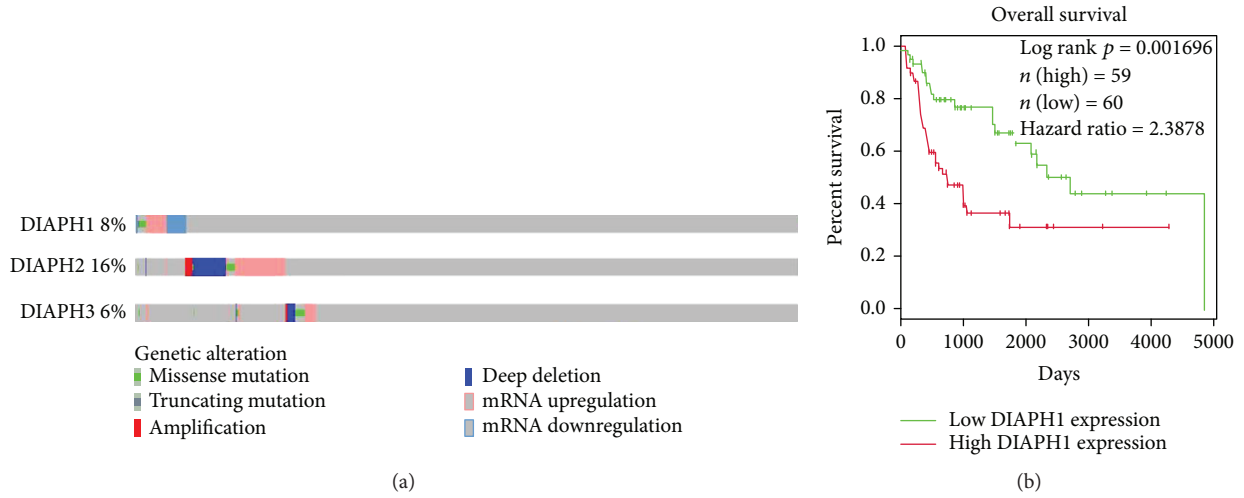 DIAPH1 8%
DIAPH2 16%
DIAPH3 6%
Genetic alteration
Missense mutation
Truncating mutation
Amplification
Deep deletion
mRNA upregulation
mRNA downregulation
(a)
Overall survival
Log rank p = 0.001696
n (high) = 59
n (low) = 60
Hazard ratio = 2.3878
Percent survival
1.0
0.8
0.6
0.4
0.2
0.0
0 1000 2000 3000 4000 5000
Days
Low DIAPH1 expression
High DIAPH1 expression
(b)